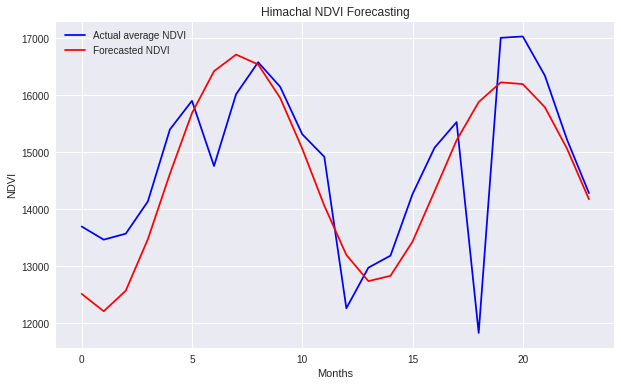 Himachal NDVI Forecasting
Actual average NDVI
Forecasted NDVI
17000
16000
15000
14000
13000
12000
NDVI
0 5 10 15 20
Months